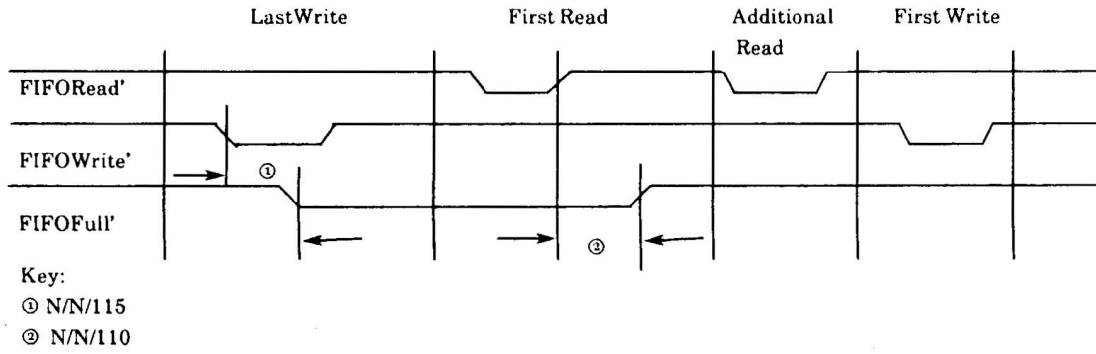 LastWrite First Read Additional First Write
Read
FIFORead'
FIFOWrite'
①
FIFOFull'
②
Key:
① N/N/115
② N/N/110